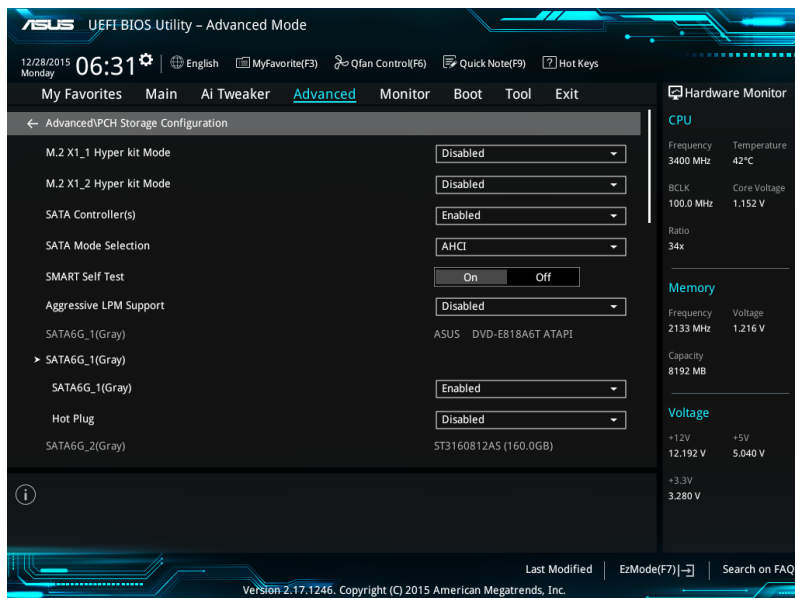 ASUS UEFI BIOS Utility – Advanced Mode
12/28/2015 Monday 06:31 English MyFavorite(F3) Qfan Control(F6) Quick Note(F9) ? Hot Keys
My Favorites Main Ai Tweaker Advanced Monitor Boot Tool Exit
Hardware Monitor
← Advanced\PCH Storage Configuration
M.2 X1_1 Hyper kit Mode Disabled
M.2 X1_2 Hyper kit Mode Disabled
SATA Controller(s) Enabled
SATA Mode Selection AHCI
SMART Self Test On Off
Aggressive LPM Support Disabled
SATA6G_1(Gray) ASUS DVD-E818A6T ATAPI
SATA6G_1(Gray)
SATA6G_1(Gray) Enabled
Hot Plug Disabled
SATA6G_2(Gray) ST3160812AS (160.0GB)
CPU
Frequency Temperature
3400 MHz 42°C
BCLK Core Voltage
100.0 MHz 1.152 V
Ratio
34x
Memory
Frequency Voltage
2133 MHz 1.216 V
Capacity
8192 MB
Voltage
+12V +5V
12.192 V 5.040 V
+3.3V
3.280 V
i
Last Modified EzMode(F7) Search on FAQ
Version 2.17.1246. Copyright (C) 2015 American Megatrends, Inc.